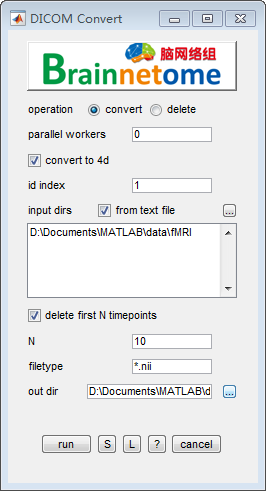 DICOM Convert
脑网络组
Brainnetome
operation convert delete
parallel workers 0
convert to 4d
id index 1
input dirs from text file ...
D:\Documents\MATLAB\data\fMRI
delete first N timepoints
N 10
filetype *.nii
out dir D:\Documents\MATLAB\d ...
run S L ? cancel